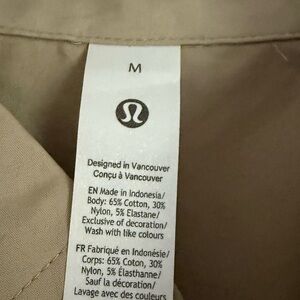 M
Designed in Vancouver
Conçu à Vancouver
EN Made in Indonesia/
Body: 65% Cotton, 30%
Nylon, 5% Elastane/
Exclusive of decoration/
Wash with like colours
FR Fabriqué en Indonésie/
Corps: 65% Coton, 30%
Nylon, 5% Élasthanne/
Sauf la décoration/
Lavage avec des couleurs